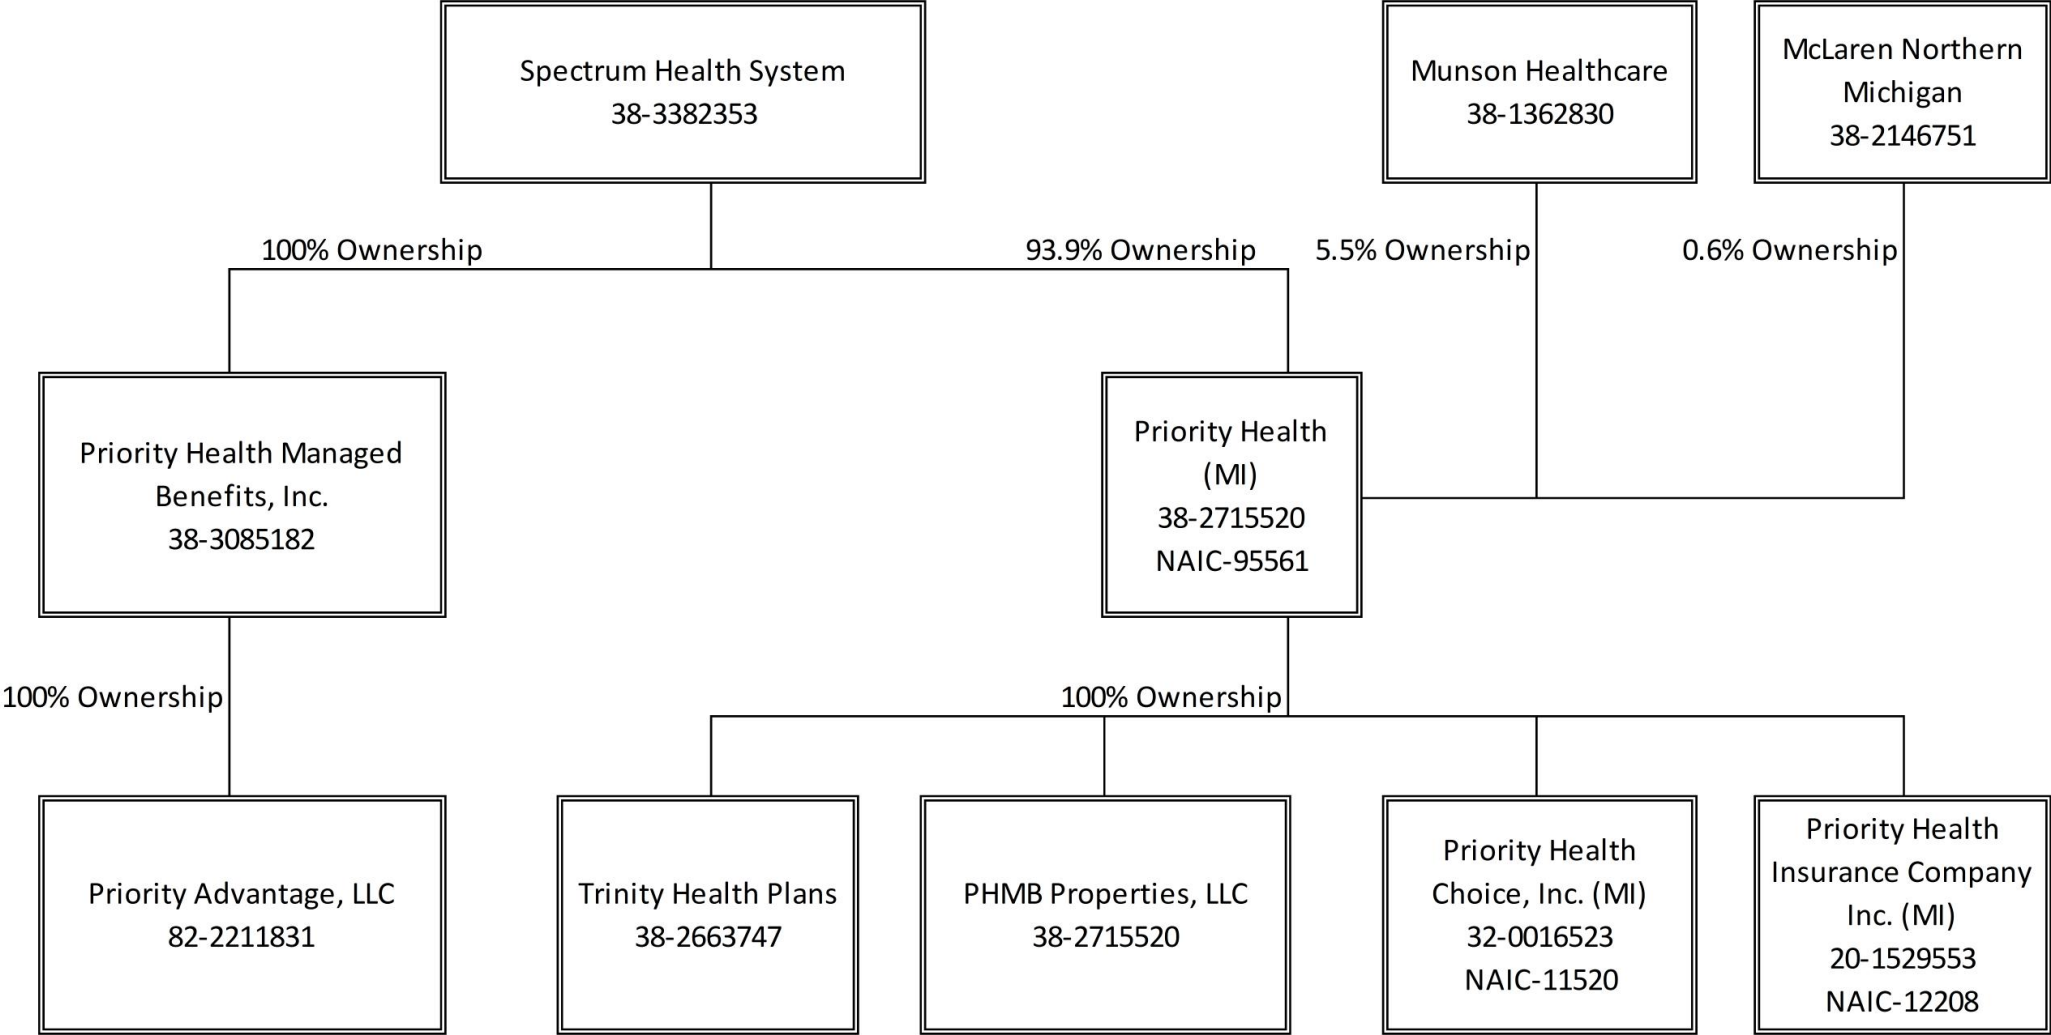 Spectrum Health System
38-3382353
Munson Healthcare
38-1362830
McLaren Northern
Michigan
38-2146751
100% Ownership
93.9% Ownership
5.5% Ownership
0.6% Ownership
Priority Health Managed
Benefits, Inc.
38-3085182
Priority Health
(MI)
38-2715520
NAIC-95561
100% Ownership
100% Ownership
Priority Advantage, LLC
82-2211831
Trinity Health Plans
38-2663747
PHMB Properties, LLC
38-2715520
Priority Health
Choice, Inc. (MI)
32-0016523
NAIC-11520
Priority Health
Insurance Company
Inc. (MI)
20-1529553
NAIC-12208